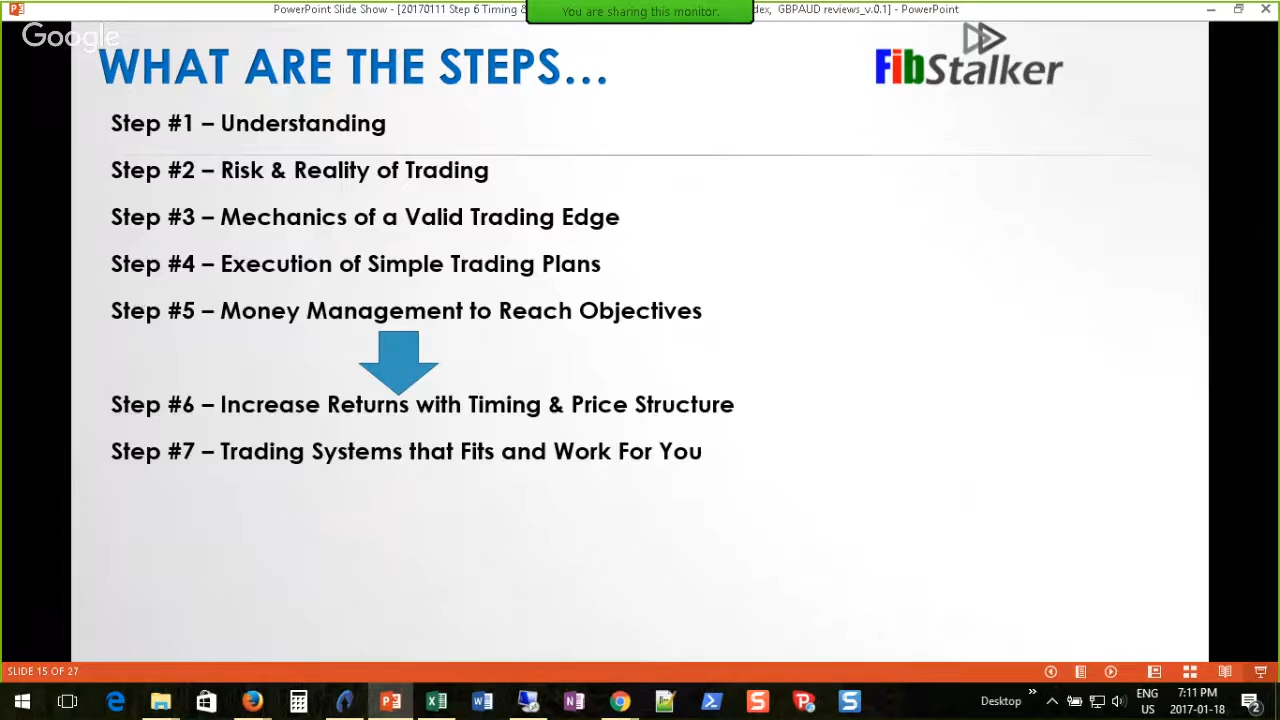 PowerPoint Slide Show - [20170111 Step 6 Timing &
You are sharing this monitor.
dex, GBPAUD reviews_v.0.1] - PowerPoint
Google
WHAT ARE THE STEPS...
FibStalker
Step #1 – Understanding
Step #2 – Risk & Reality of Trading
Step #3 – Mechanics of a Valid Trading Edge
Step #4 – Execution of Simple Trading Plans
Step #5 – Money Management to Reach Objectives
Step #6 – Increase Returns with Timing & Price Structure
Step #7 – Trading Systems that Fits and Work For You
SLIDE 15 OF 27
Desktop
ENG
US
7:11 PM
2017-01-18
2